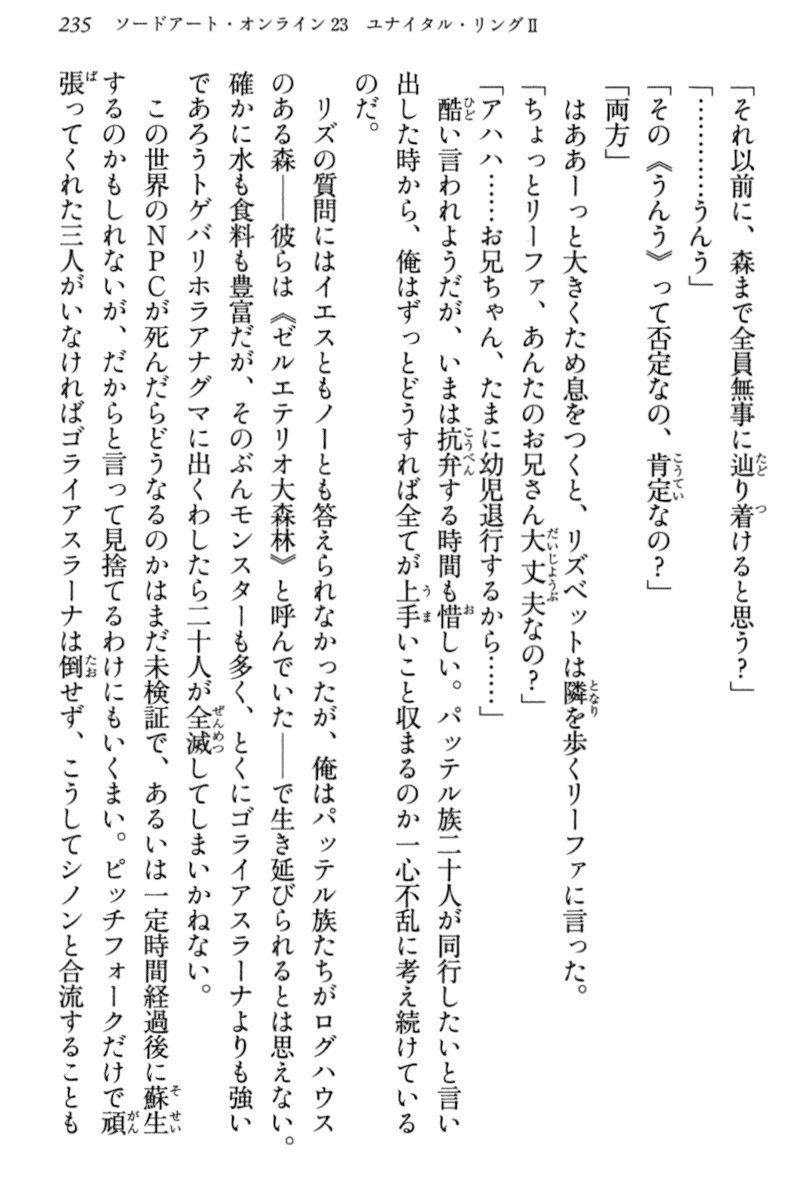 235　ソードアート・オンライン23　ユナイタル・リングⅡ
「それ以前に、森まで全員無事に辿り着けると思う？」
「…………うんう」
「その《うんう》って否定なの、肯定なの？」
「両方」
はああーっと大きくため息をつくと、リズベットは隣を歩くリーファに言った。
「ちょっとリーファ、あんたのお兄さん大丈夫なの？」
「アハハ……お兄ちゃん、たまに幼児退行するから……」
酷い言われようだが、いまは抗弁する時間も惜しい。パッテル族二十人が同行したいと言い
出した時から、俺はずっとどうすれば全てが上手いこと収まるのか一心不乱に考え続けている
のだ。
リズの質問にはイエスともノーとも答えられなかったが、俺はパッテル族たちがログハウス
のある森――彼らは《ゼルエテリオ大森林》と呼んでいた――で生き延びられるとは思えない。
確かに水も食料も豊富だが、そのぶんモンスターも多く、とくにゴライアスラーナよりも強い
であろうトゲバリホラアナグマに出くわしたら二十人が全滅してしまいかねない。
この世界のNPCが死んだらどうなるのかはまだ未検証で、あるいは一定時間経過後に蘇生
するのかもしれないが、だからと言って見捨てるわけにもいくまい。ピッチフォークだけで頑
張ってくれた三人がいなければゴライアスラーナは倒せず、こうしてシノンと合流することも